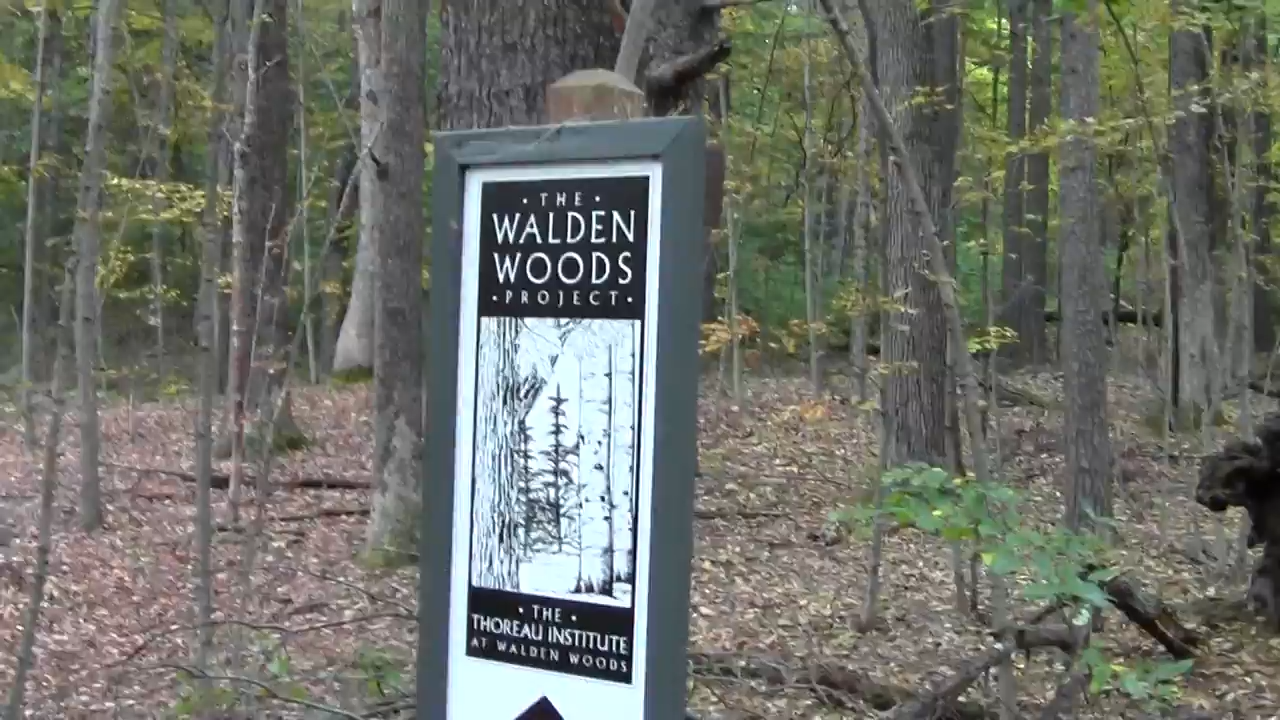 • THE •
WALDEN
WOODS
• PROJECT •
• THE •
THOREAU INSTITUTE
AT WALDEN WOODS